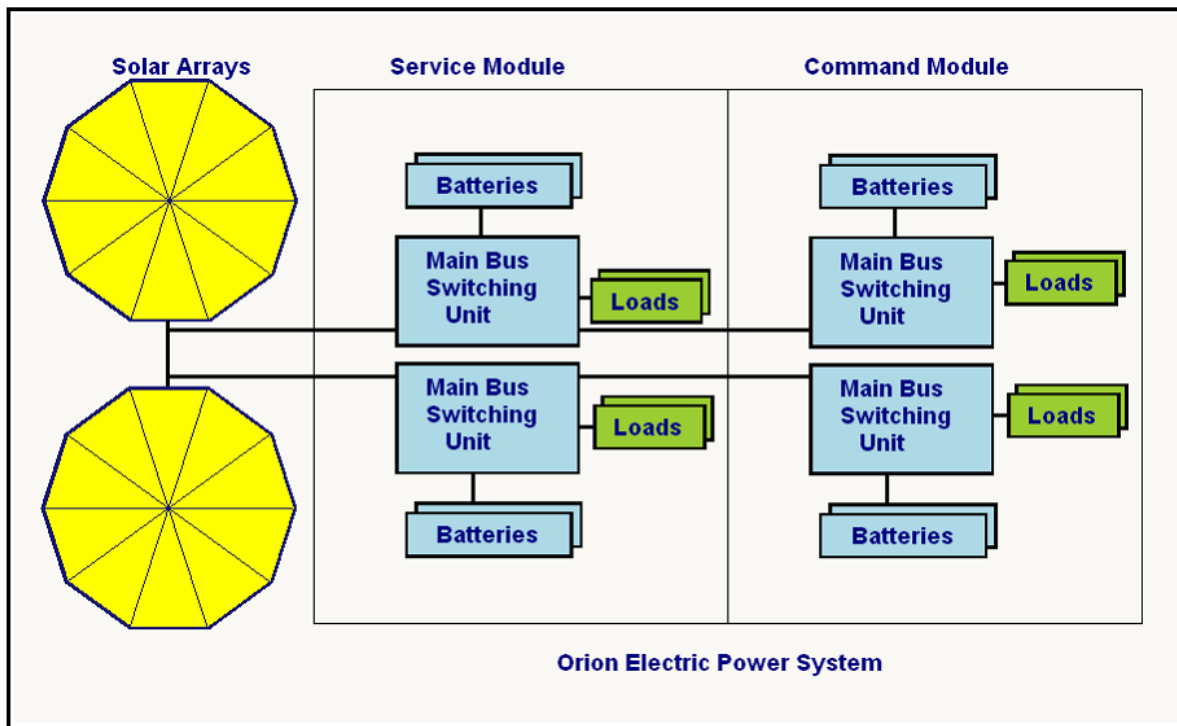 Solar Arrays
Service Module
Command Module
Batteries
Batteries
Main Bus
Switching
Unit
Loads
Main Bus
Switching
Unit
Loads
Main Bus
Switching
Unit
Loads
Main Bus
Switching
Unit
Loads
Batteries
Batteries
Orion Electric Power System